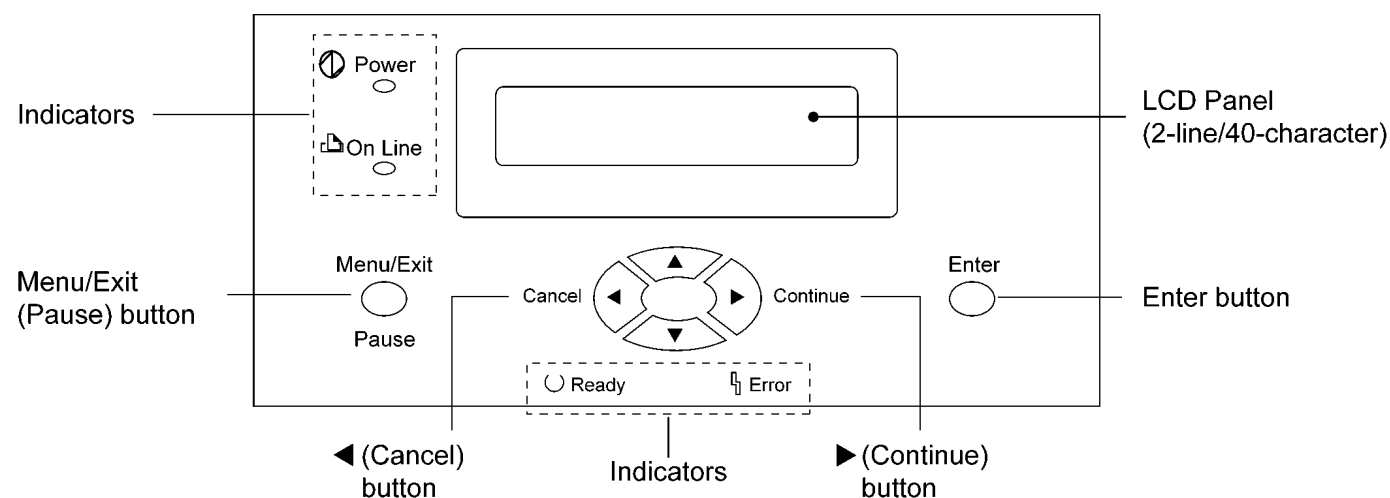 Power
Indicators
On Line
LCD Panel
(2-line/40-character)
Menu/Exit
(Pause) button
Menu/Exit
Pause
Cancel
Continue
Enter
Enter button
Ready
Error
◀ (Cancel)
button
Indicators
▶ (Continue)
button